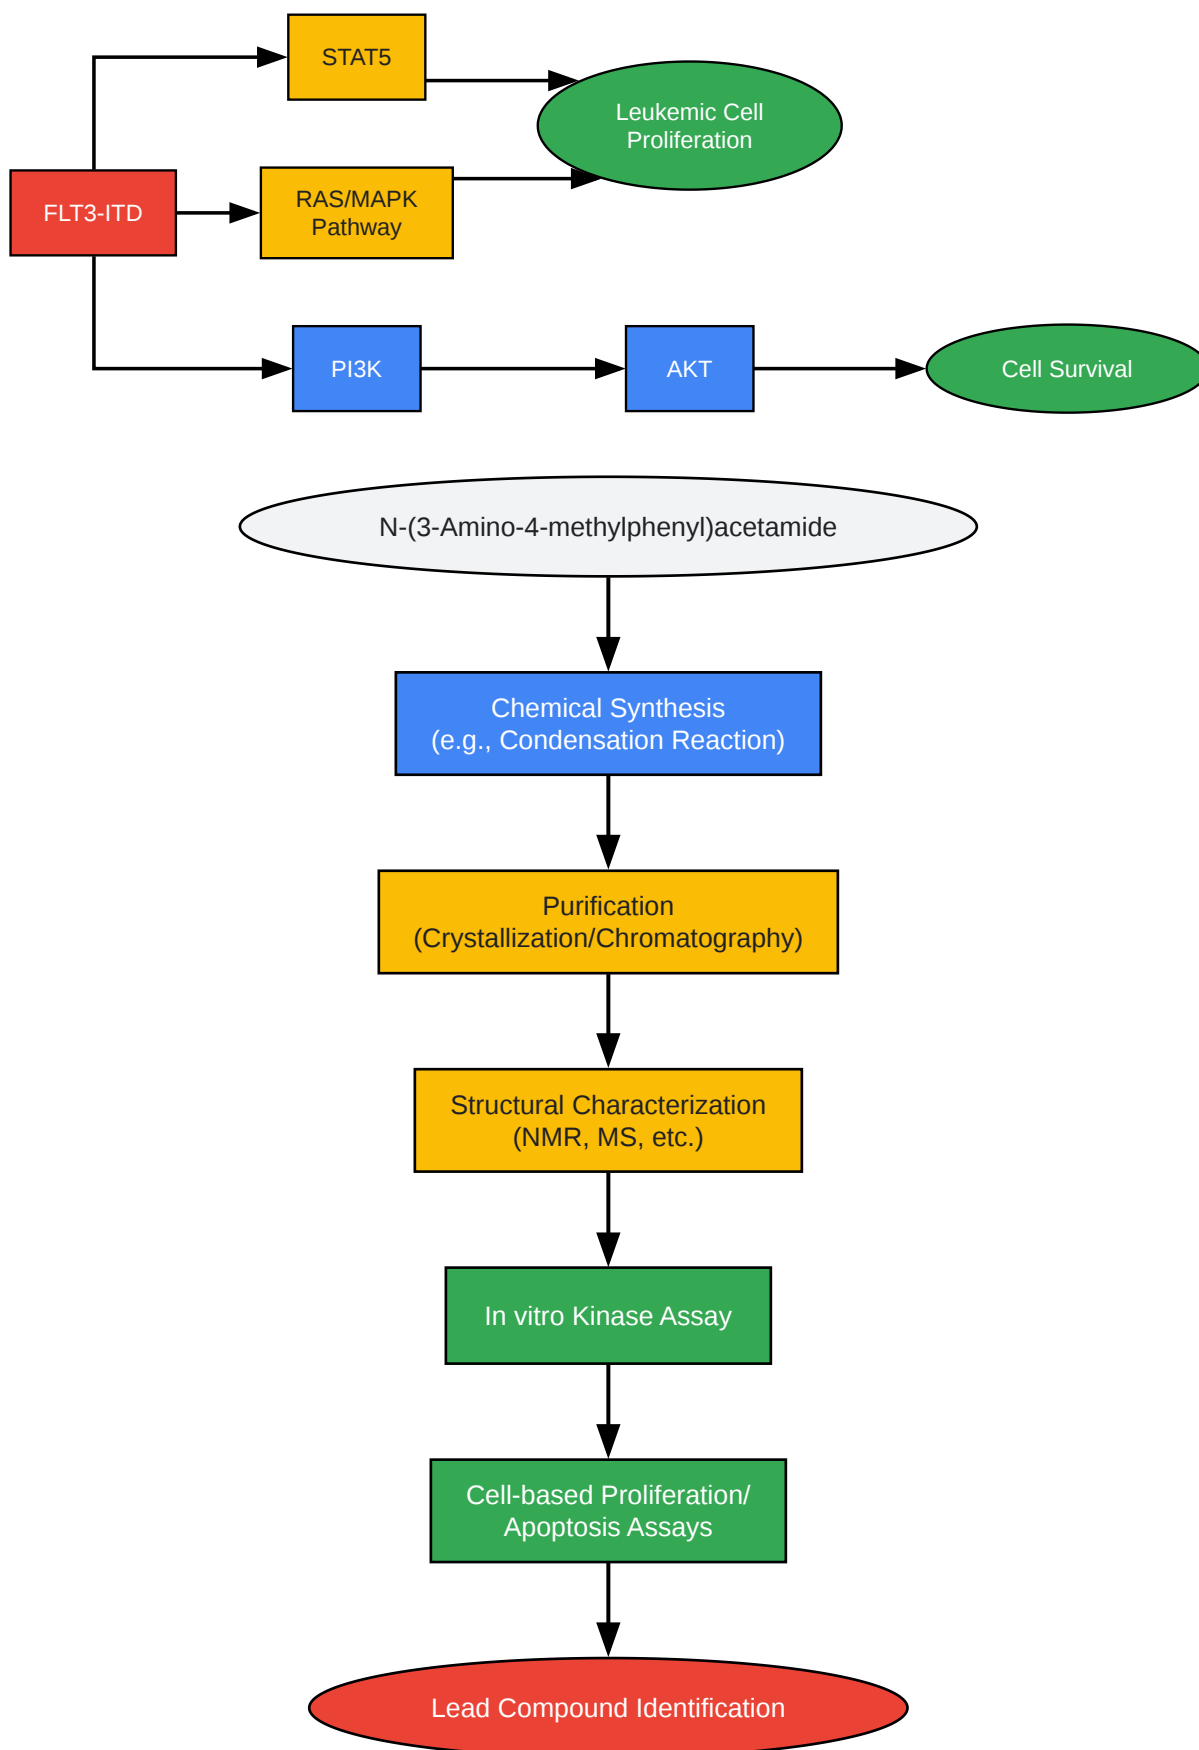 STAT5
Leukemic Cell
Proliferation
FLT3-ITD
RAS/MAPK
Pathway
PI3K
AKT
Cell Survival
N-(3-Amino-4-methylphenyl)acetamide
Chemical Synthesis
(e.g., Condensation Reaction)
Purification
(Crystallization/Chromatography)
Structural Characterization
(NMR, MS, etc.)
In vitro Kinase Assay
Cell-based Proliferation/
Apoptosis Assays
Lead Compound Identification